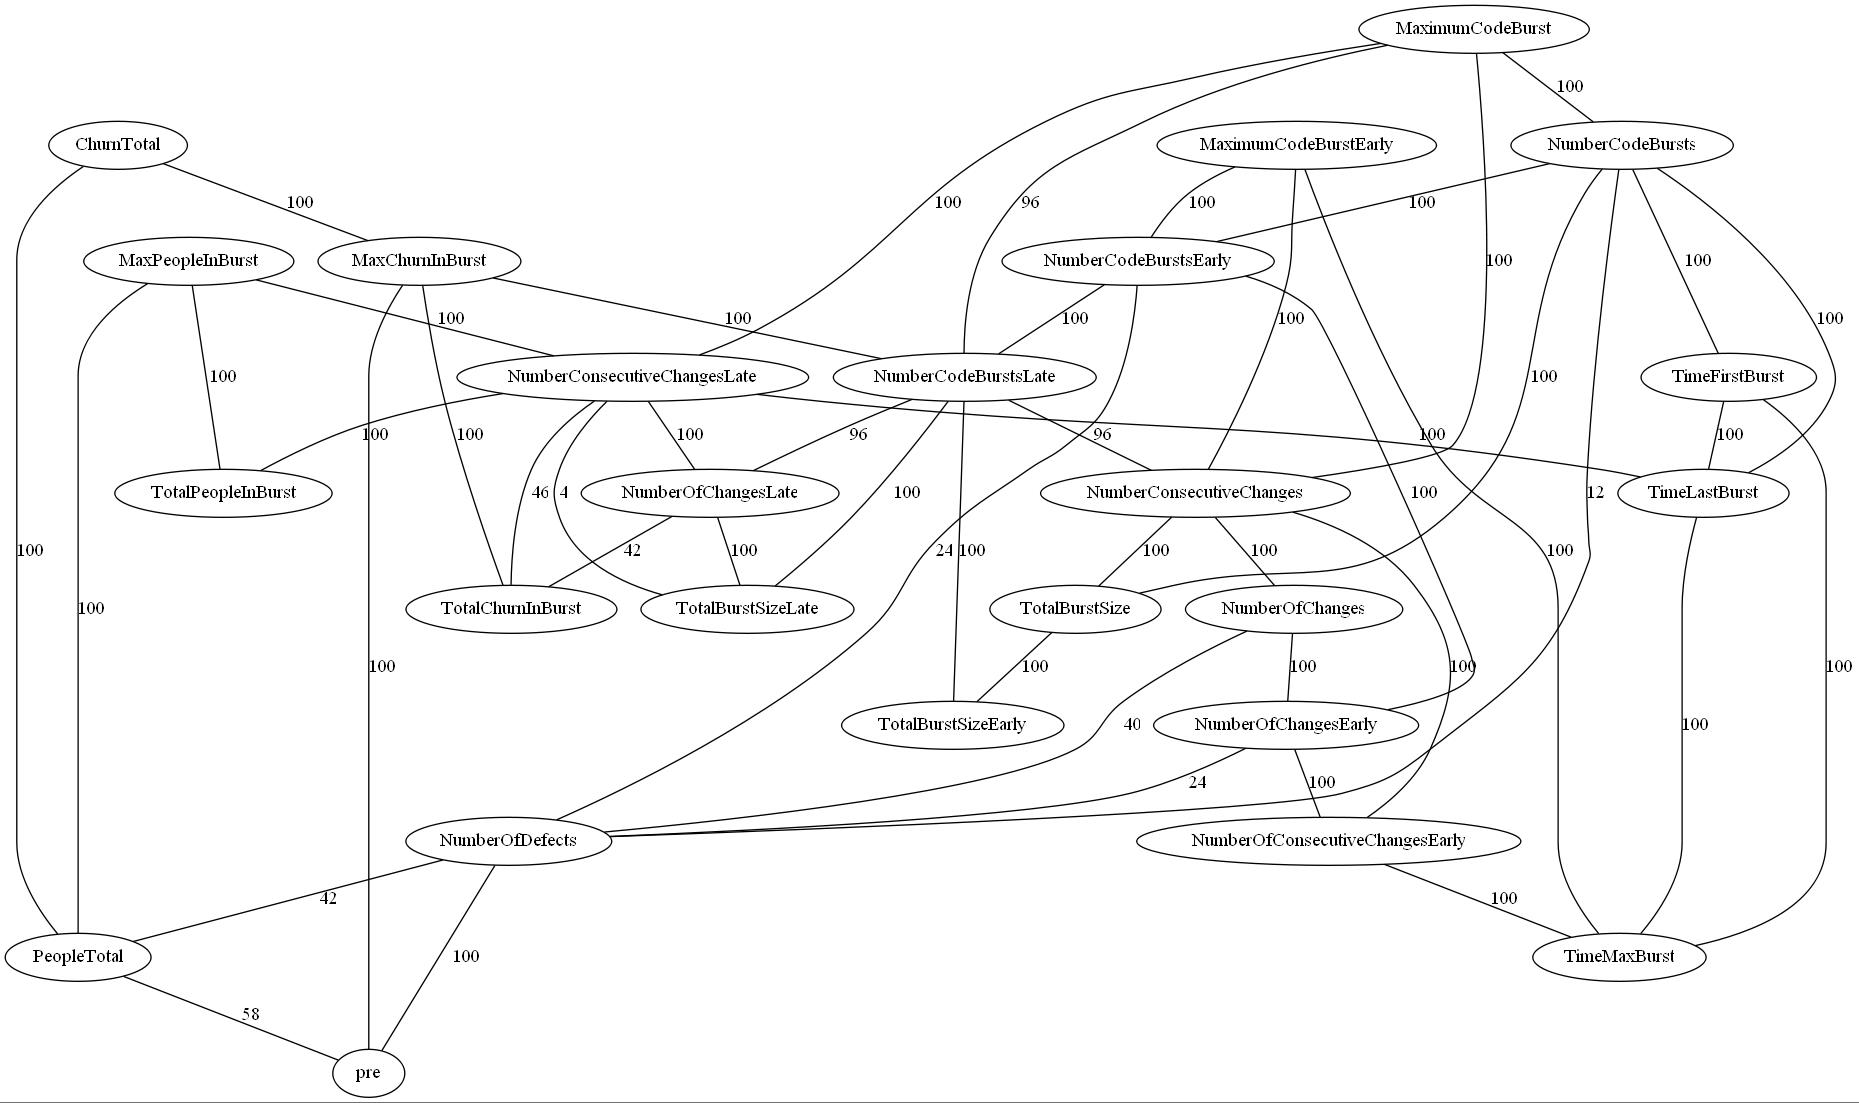 MaximumCodeBurst
100
ChurnTotal
MaximumCodeBurstEarly
NumberCodeBursts
100
100
96
100
100
MaxPeopleInBurst
MaxChurnInBurst
NumberCodeBurstsEarly
100
100
100
100
100
100
100
NumberConsecutiveChangesLate
NumberCodeBurstsLate
TimeFirstBurst
100
100
100
100
100
96
96
100
100
TotalPeopleInBurst
46
4
NumberOfChangesLate
100
NumberConsecutiveChanges
100
12
TimeLastBurst
100
42
100
24
100
100
100
100
TotalChurnInBurst
TotalBurstSizeLate
TotalBurstSize
NumberOfChanges
100
100
100
100
100
100
TotalBurstSizeEarly
40
NumberOfChangesEarly
100
24
100
NumberOfDefects
NumberOfConsecutiveChangesEarly
42
100
PeopleTotal
100
TimeMaxBurst
58
pre